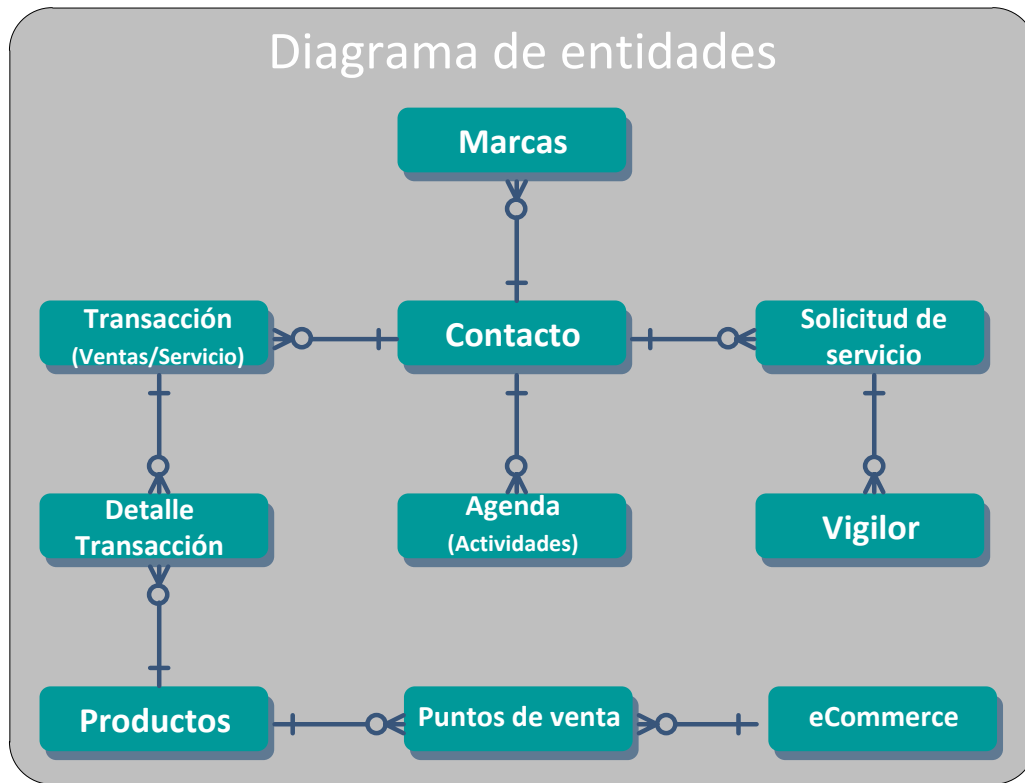 Diagrama de entidades
Marcas
Transacción
(Ventas/Servicio)
Contacto
Solicitud de
servicio
Detalle
Transacción
Agenda
(Actividades)
Vigilor
Productos
Puntos de venta
eCommerce